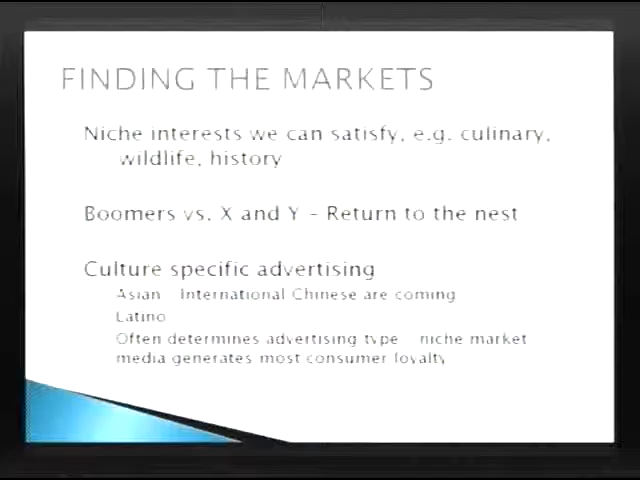 FINDING THE MARKETS
Niche interests we can satisfy, e.g. culinary,
wildlife, history
Boomers vs. X and Y - Return to the nest
Culture specific advertising
Asian  International Chinese are coming
Latino
Often determines advertising type  niche market
media generates most consumer loyalty